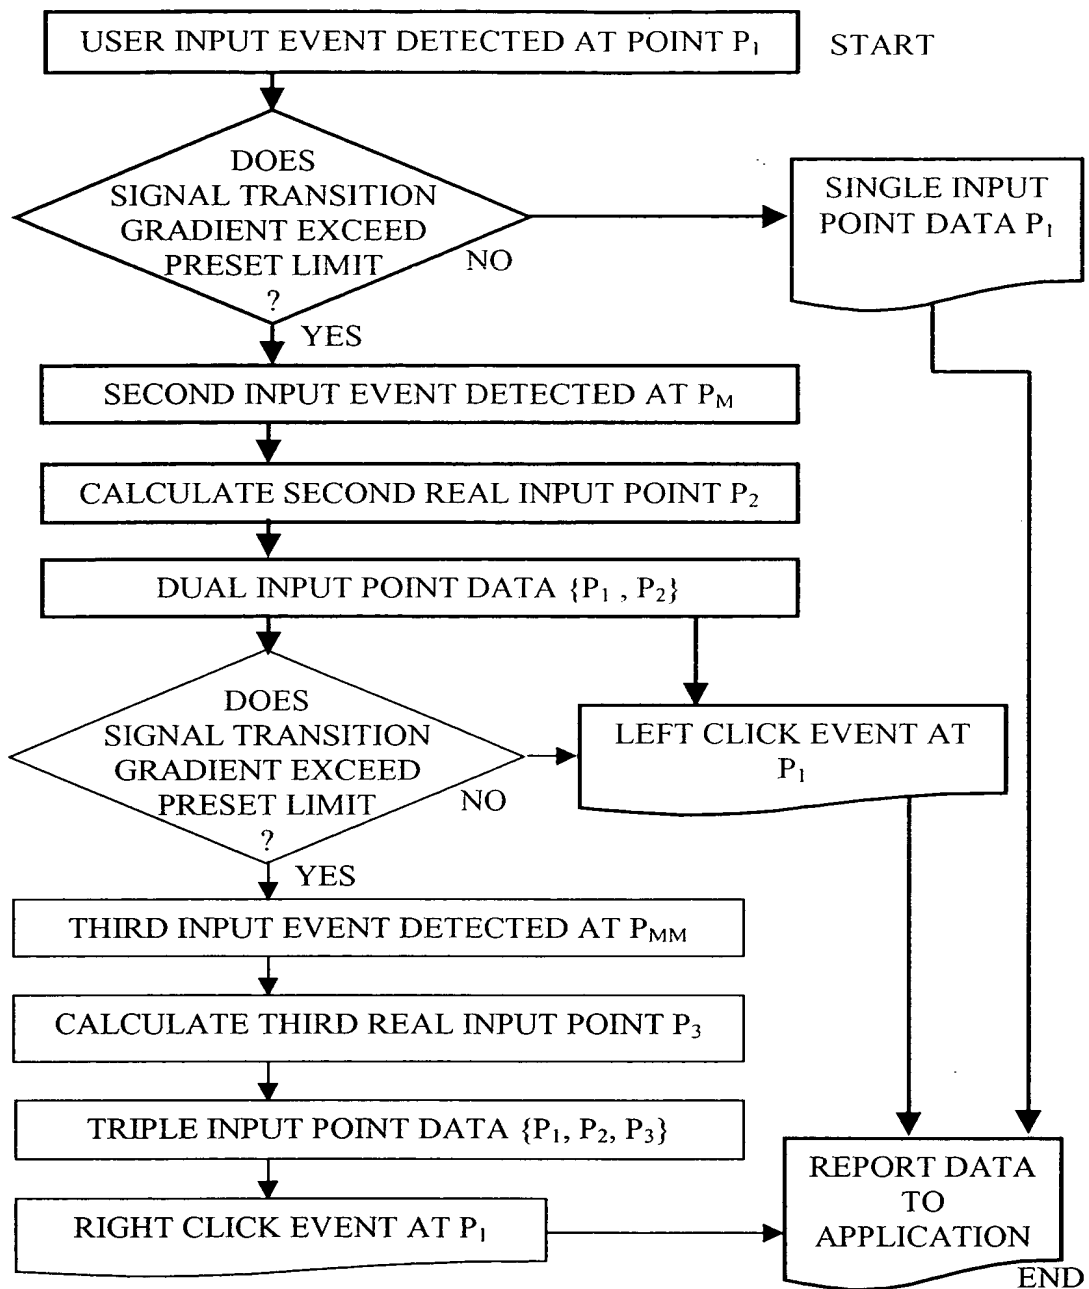 USER INPUT EVENT DETECTED AT POINT P₁
START
DOES
SIGNAL TRANSITION
GRADIENT EXCEED
PRESET LIMIT
?
NO
YES
SINGLE INPUT
POINT DATA P₁
SECOND INPUT EVENT DETECTED AT P_M
CALCULATE SECOND REAL INPUT POINT P₂
DUAL INPUT POINT DATA {P₁ , P₂}
DOES
SIGNAL TRANSITION
GRADIENT EXCEED
PRESET LIMIT
?
NO
YES
LEFT CLICK EVENT AT
P₁
THIRD INPUT EVENT DETECTED AT P_MM
CALCULATE THIRD REAL INPUT POINT P₃
TRIPLE INPUT POINT DATA {P₁, P₂, P₃}
RIGHT CLICK EVENT AT P₁
REPORT DATA
TO
APPLICATION
END